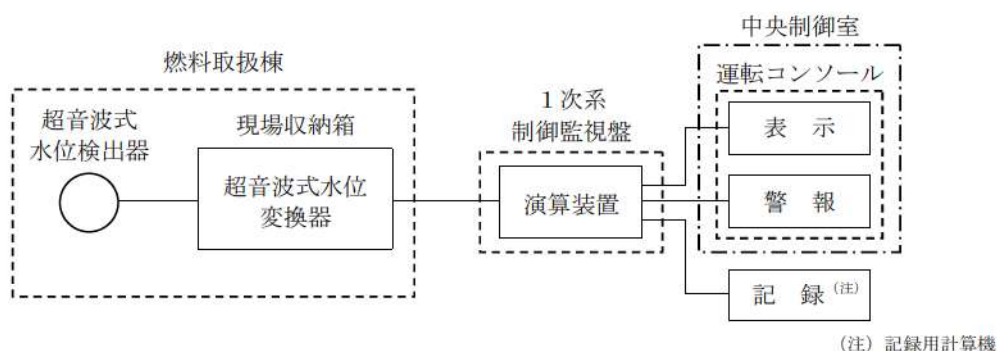 中央制御室
燃料取扱棟
運転コンソール
超音波式
水位検出器
現場収納箱
1次系
制御監視盤
表 示
超音波式水位
変換器
演算装置
警 報
記 録(注)
(注) 記録用計算機